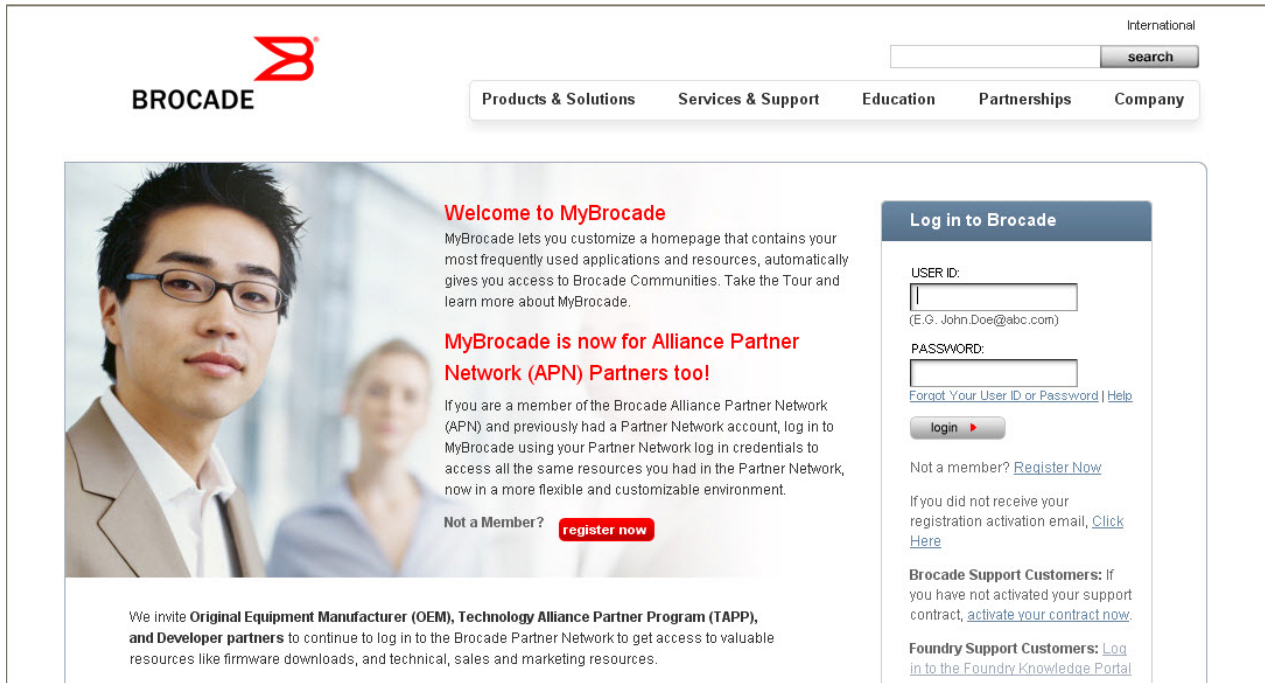 International
search
BROCADE
Products & Solutions Services & Support Education Partnerships Company
Welcome to MyBrocade
MyBrocade lets you customize a homepage that contains your
most frequently used applications and resources, automatically
gives you access to Brocade Communities. Take the Tour and
learn more about MyBrocade.
MyBrocade is now for Alliance Partner
Network (APN) Partners too!
If you are a member of the Brocade Alliance Partner Network
(APN) and previously had a Partner Network account, log in to
MyBrocade using your Partner Network log in credentials to
access all the same resources you had in the Partner Network,
now in a more flexible and customizable environment.
Not a Member? register now
We invite Original Equipment Manufacturer (OEM), Technology Alliance Partner Program (TAPP),
and Developer partners to continue to log in to the Brocade Partner Network to get access to valuable
resources like firmware downloads, and technical, sales and marketing resources.
Log in to Brocade
USER ID:
(E.G. John.Doe@abc.com)
PASSWORD:
Forgot Your User ID or Password | Help
login
Not a member? Register Now
If you did not receive your
registration activation email, Click
Here
Brocade Support Customers: If
you have not activated your support
contract, activate your contract now.
Foundry Support Customers: Log
in to the Foundry Knowledge Portal